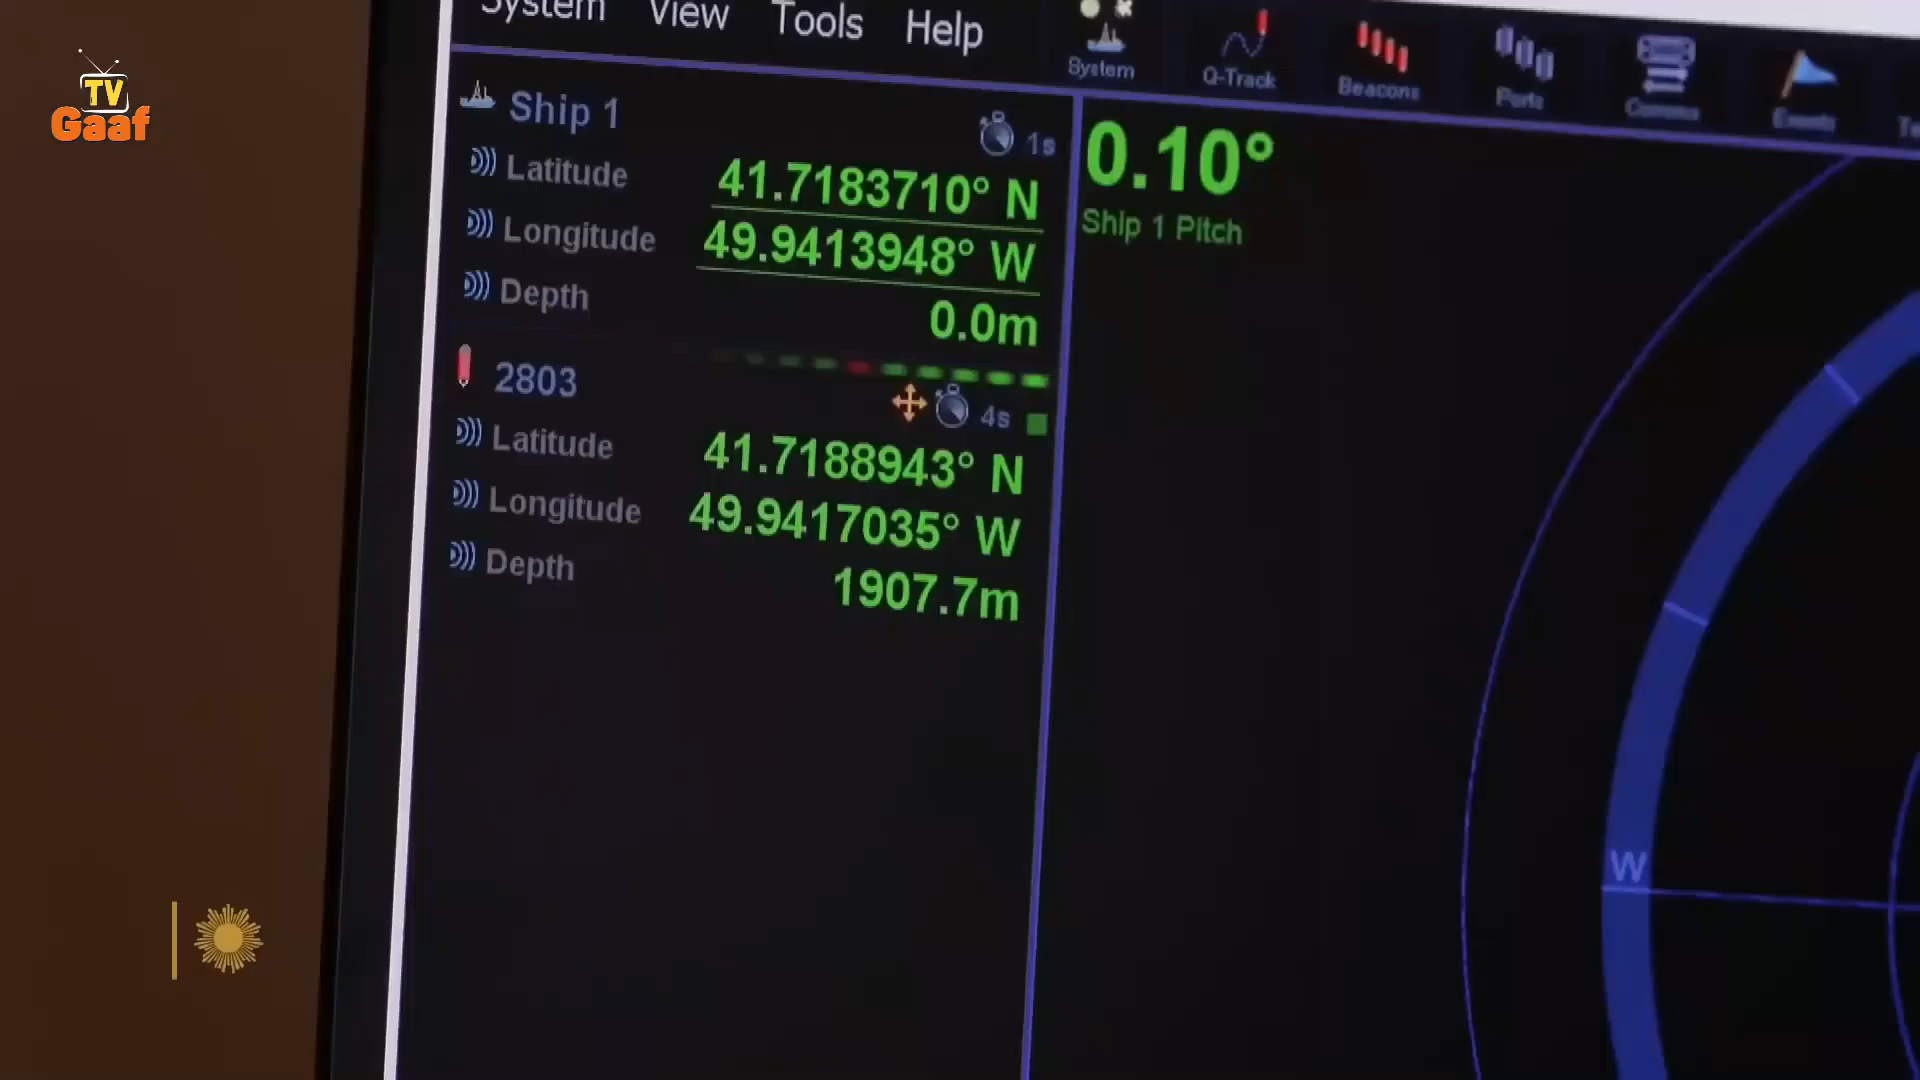 TV
Gaaf
System View Tools Help
System
Q-Track
Beacons
Ports
Comms
Events
Ship 1
1s
Latitude 41.7183710° N
Longitude 49.9413948° W
Depth 0.0m
2803
4s
Latitude 41.7188943° N
Longitude 49.9417035° W
Depth 1907.7m
0.10°
Ship 1 Pitch
W